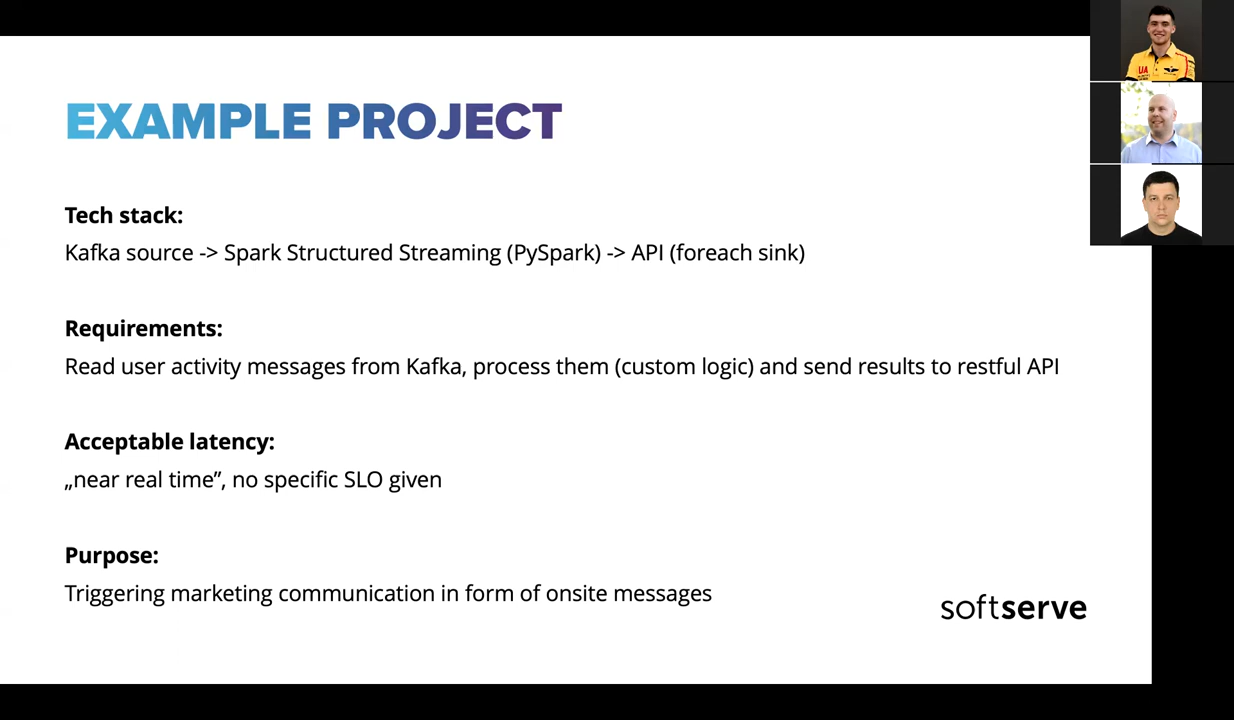 EXAMPLE PROJECT
Tech stack:
Kafka source -> Spark Structured Streaming (PySpark) -> API (foreach sink)
Requirements:
Read user activity messages from Kafka, process them (custom logic) and send results to restful API
Acceptable latency:
„near real time”, no specific SLO given
Purpose:
Triggering marketing communication in form of onsite messages
softserve
UA